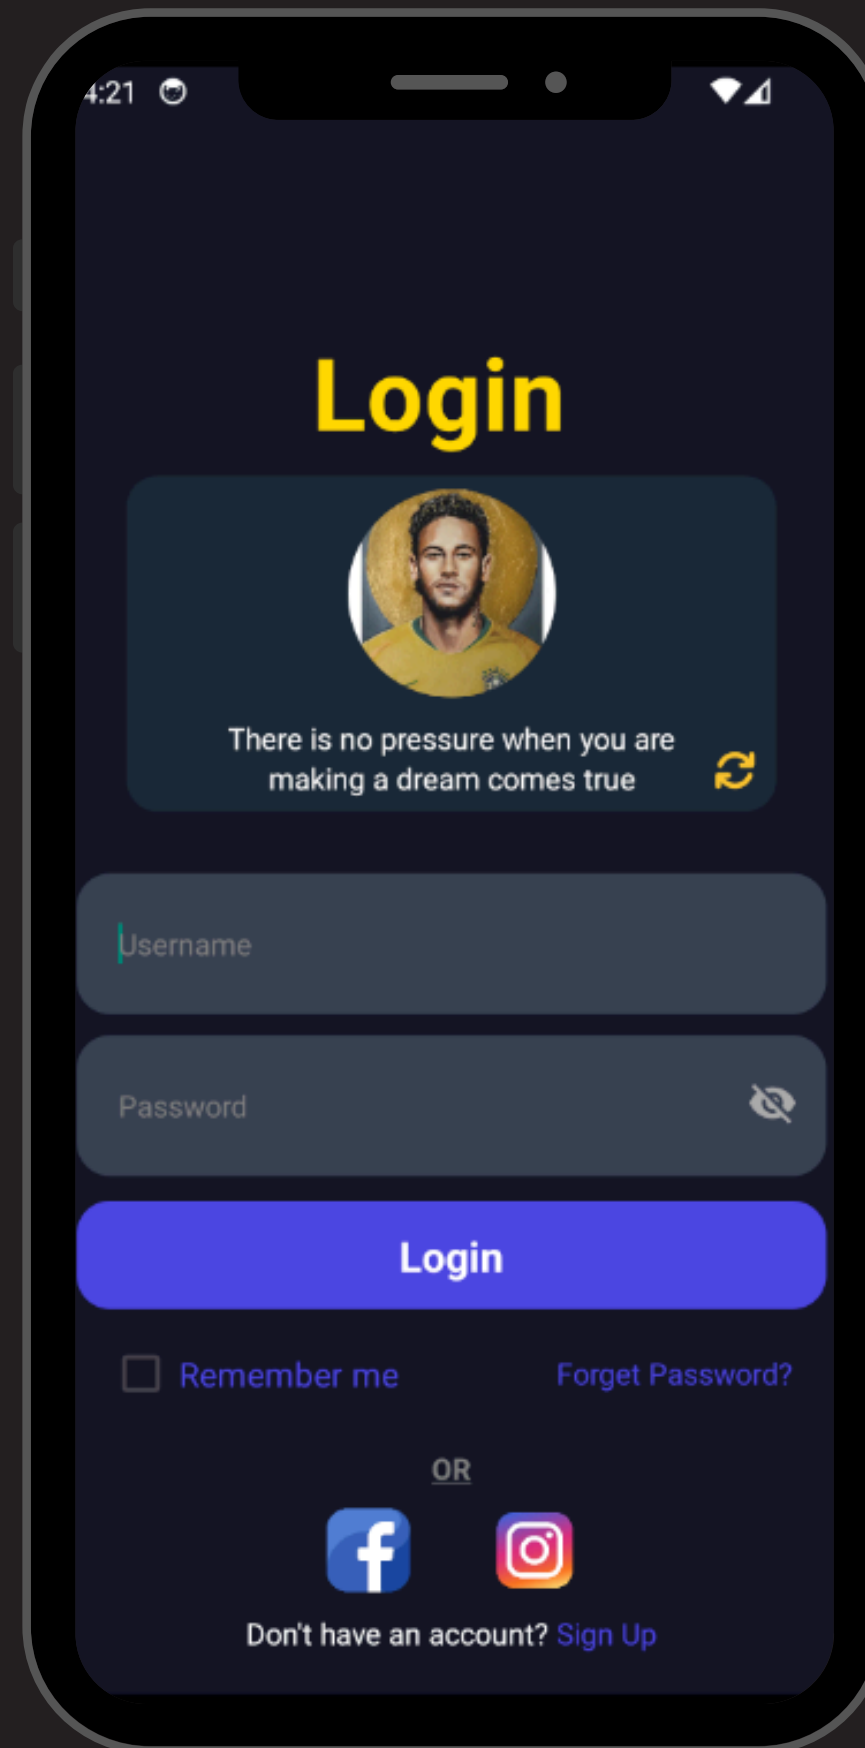 4:21
Login
There is no pressure when you are
making a dream comes true
Username
Password
Login
Remember me
Forget Password?
OR
Don't have an account? Sign Up